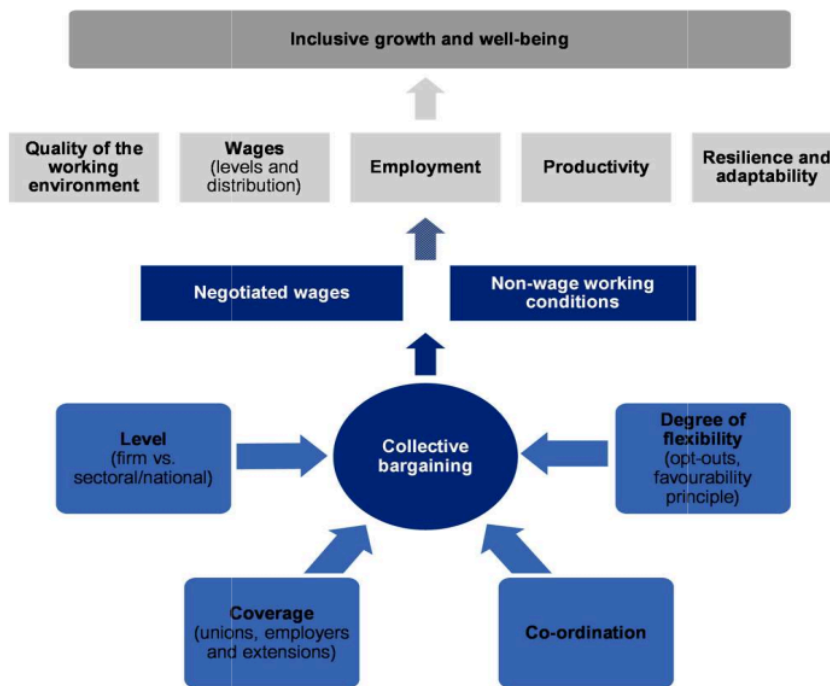 Inclusive growth and well-being
Quality of the
working
environment
Wages
(levels and
distribution)
Employment
Productivity
Resilience and
adaptability
Negotiated wages
Non-wage working
conditions
Level
(firm vs.
sectoral/national)
Collective
bargaining
Degree of
flexibility
(opt-outs,
favourability
principle)
Coverage
(unions, employers
and extensions)
Co-ordination